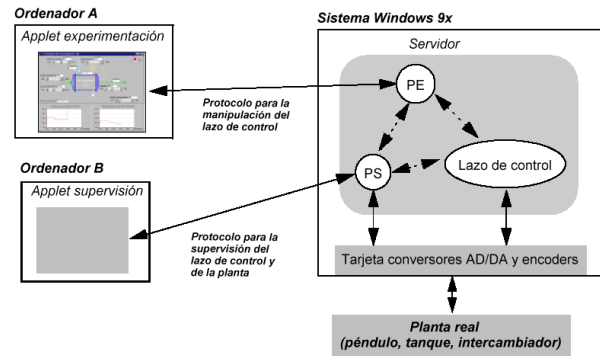 Ordenador A
Applet experimentación
Protocolo para la
manipulación del
lazo de control
Ordenador B
Applet supervisión
Protocolo para la
supervisión del
lazo de control y
de la planta
Sistema Windows 9x
Servidor
PE
PS
Lazo de control
Tarjeta conversores AD/DA y encoders
Planta real
(péndulo, tanque, intercambiador)